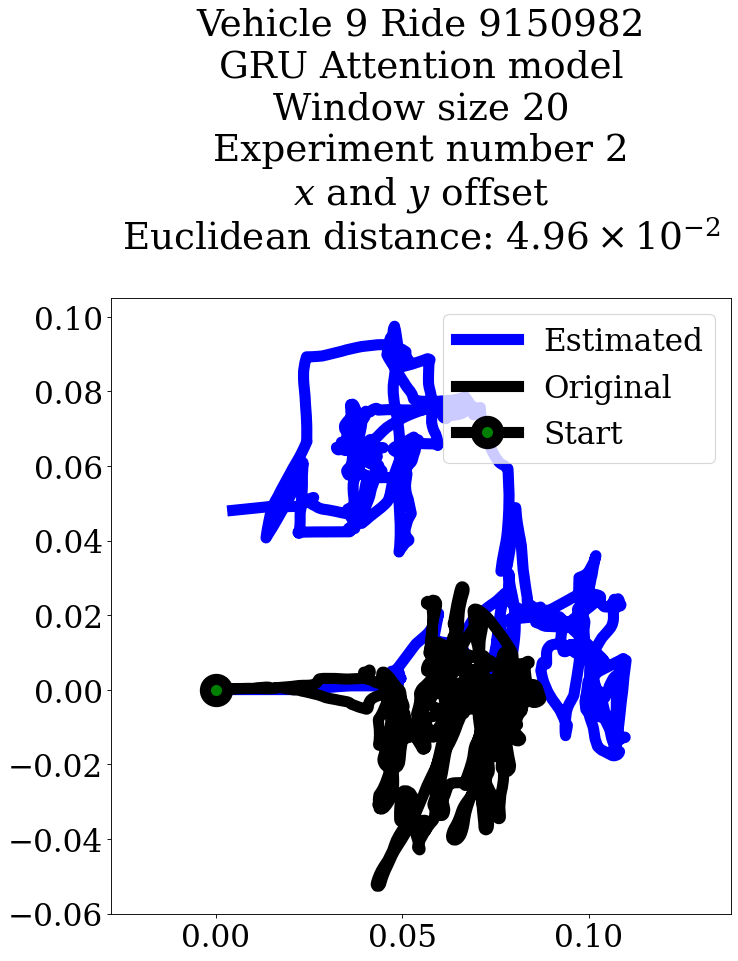 Vehicle 9 Ride 9150982
GRU Attention model
Window size 20
Experiment number 2
x and y offset
Euclidean distance: 4.96 × 10⁻²
Estimated
Original
Start
0.10
0.08
0.06
0.04
0.02
0.00
−0.02
−0.04
−0.06
0.00 0.05 0.10